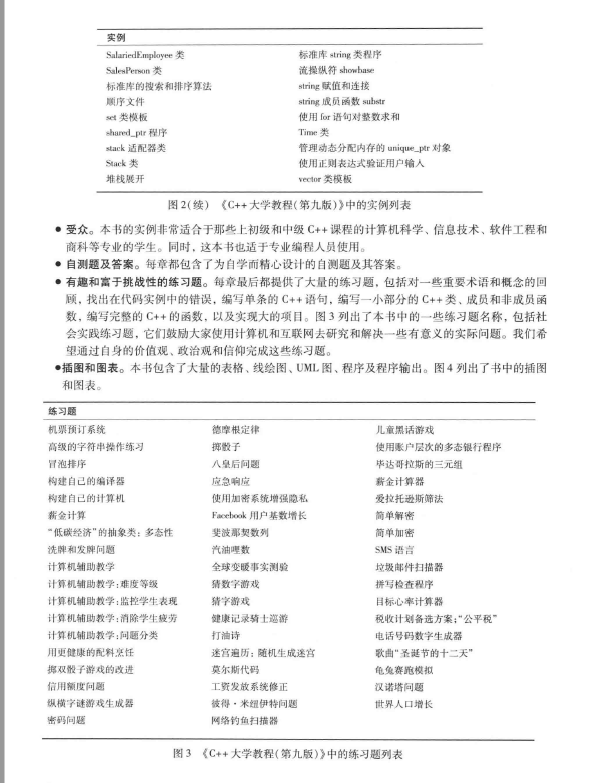 实例
SalariedEmployee 类 标准库 string 类程序
SalesPerson 类 流操纵符 showbase
标准库的搜索和排序算法 string 赋值和连接
顺序文件 string 成员函数 substr
set 类模板 使用 for 语句对整数求和
shared_ptr 程序 Time 类
stack 适配器类 管理动态分配内存的 unique_ptr 对象
Stack 类 使用正则表达式验证用户输入
堆栈展开 vector 类模板
图 2(续) 《C++大学教程(第九版)》中的实例列表
● 受众。本书的实例非常适合于那些上初级和中级 C++ 课程的计算机科学、信息技术、软件工程和
商科等专业的学生。同时，这本书也适于专业编程人员使用。
● 自测题及答案。每章都包含了为自学而精心设计的自测题及其答案。
● 有趣和富于挑战性的练习题。每章最后都提供了大量的练习题，包括对一些重要术语和概念的回
顾，找出在代码实例中的错误，编写单条的 C++ 语句，编写一小部分的 C++ 类、成员和非成员函
数，编写完整的 C++ 的函数，以及实现大的项目。图 3 列出了本书中的一些练习题名称，包括社
会实践练习题，它们鼓励大家使用计算机和互联网去研究和解决一些有意义的实际问题。我们希
望通过自身的价值观、政治观和信仰完成这些练习题。
●插图和图表。本书包含了大量的表格、线绘图、UML 图、程序及程序输出。图 4 列出了书中的插图
和图表。
练习题
机票预订系统 德摩根定律 儿童黑话游戏
高级的字符串操作练习 掷骰子 使用账户层次的多态银行程序
冒泡排序 八皇后问题 毕达哥拉斯的三元组
构建自己的编译器 应急响应 薪金计算器
构建自己的计算机 使用加密系统增强隐私 爱拉托逊斯筛法
薪金计算 Facebook 用户基数增长 简单解密
“低碳经济”的抽象类：多态性 斐波那契数列 简单加密
洗牌和发牌问题 汽油哩数 SMS 语言
计算机辅助教学 全球变暖事实测验 垃圾邮件扫描器
计算机辅助教学：难度等级 猜数字游戏 拼写检查程序
计算机辅助教学：监控学生表现 猜字游戏 目标心率计算器
计算机辅助教学：消除学生疲劳 健康记录骑士巡游 税收计划备选方案：“公平税”
计算机辅助教学：问题分类 打油诗 电话号码数字生成器
用更健康的配料烹饪 迷宫遍历：随机生成迷宫 歌曲“圣诞节的十二天”
掷双骰子游戏的改进 莫尔斯代码 龟兔赛跑模拟
信用额度问题 工资发放系统修正 汉诺塔问题
纵横字谜游戏生成器 彼得·米纽伊特问题 世界人口增长
密码问题 网络钓鱼扫描器
图 3 《C++大学教程(第九版)》中的练习题列表